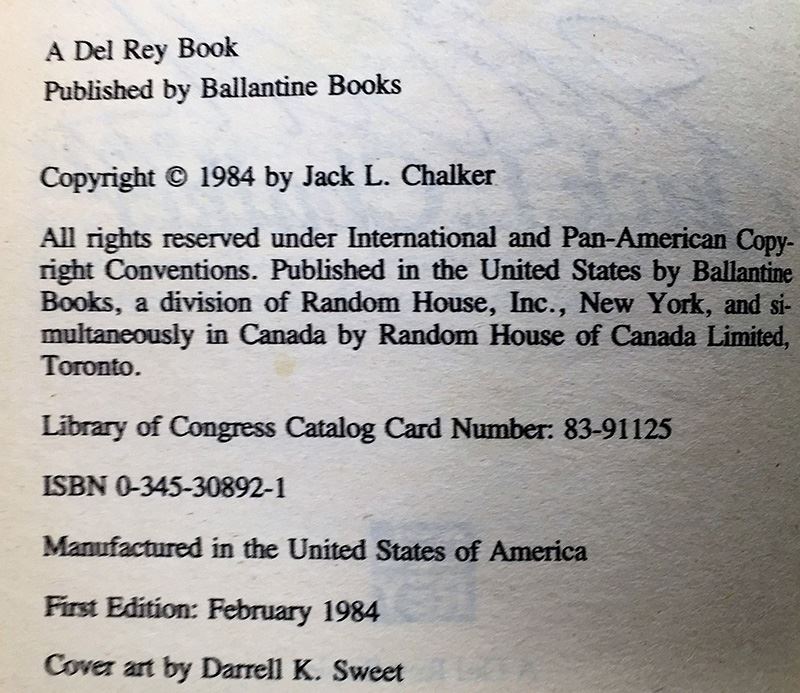 A Del Rey Book
Published by Ballantine Books
Copyright © 1984 by Jack L. Chalker
All rights reserved under International and Pan-American Copy-
right Conventions. Published in the United States by Ballantine
Books, a division of Random House, Inc., New York, and si-
multaneously in Canada by Random House of Canada Limited,
Toronto.
Library of Congress Catalog Card Number: 83-91125
ISBN 0-345-30892-1
Manufactured in the United States of America
First Edition: February 1984
Cover art by Darrell K. Sweet